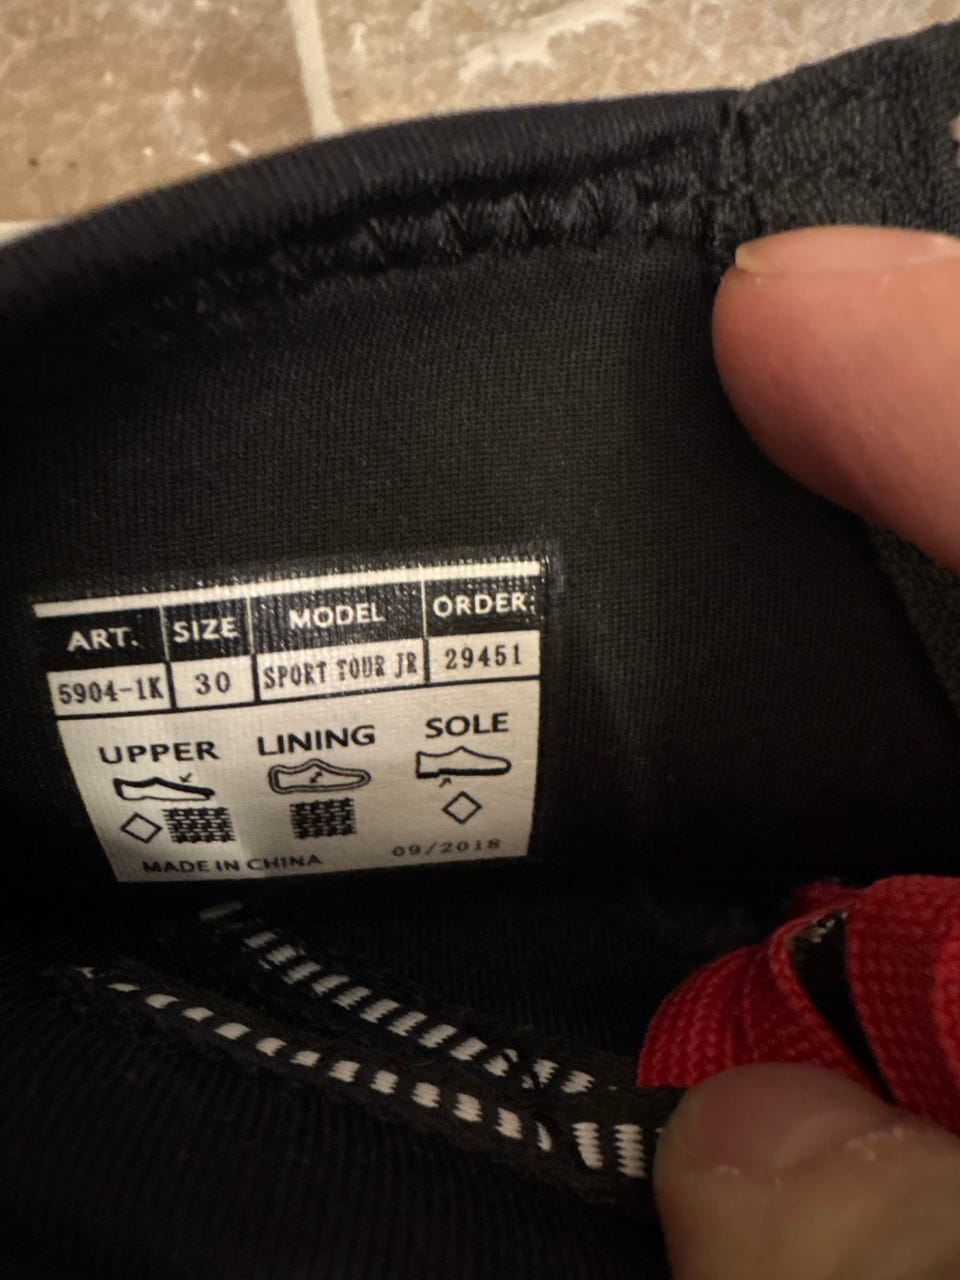 ART. SIZE MODEL ORDER:
5904-1K 30 SPORT TOUR JR 29451
UPPER LINING SOLE
MADE IN CHINA 09/2018